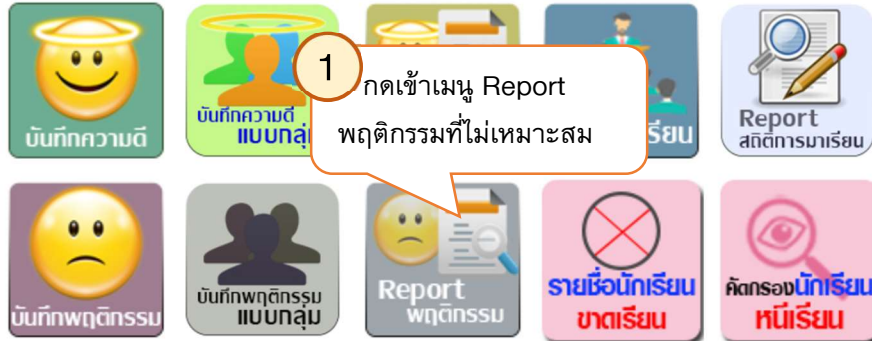 บันทึกความดี
บันทึกความดี
แบบกลุ่ม
1
กดเข้าเมนู Report
พฤติกรรมที่ไม่เหมาะสม
เรียน
Report
สถิติการมาเรียน
บันทึกพฤติกรรม
บันทึกพฤติกรรม
แบบกลุ่ม
Report
พฤติกรรม
รายชื่อนักเรียน
ขาดเรียน
คัดกรองนักเรียน
หนีเรียน